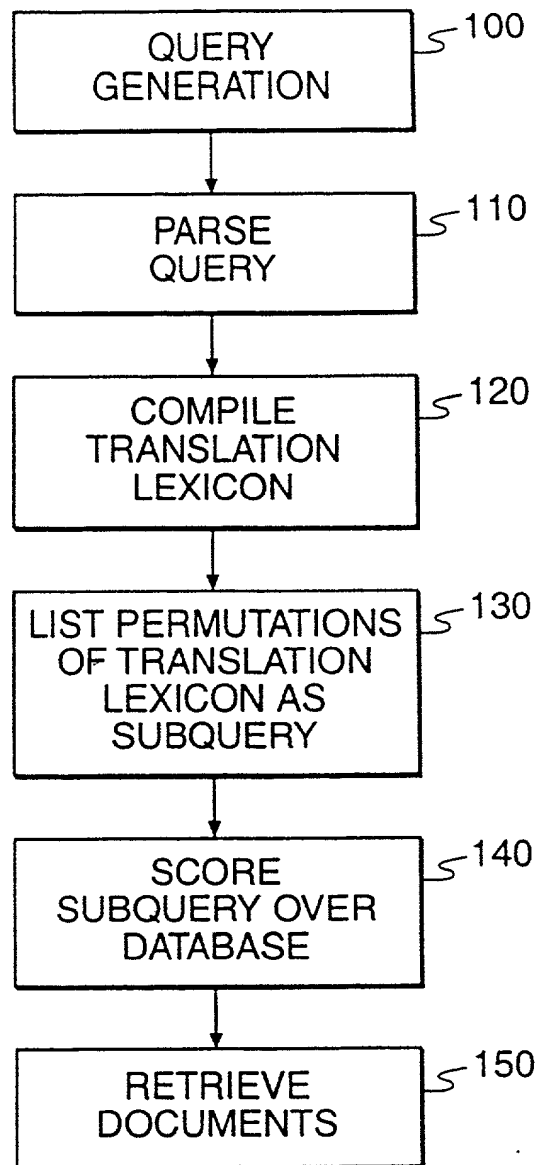 QUERY
GENERATION
100
PARSE
QUERY
110
COMPILE
TRANSLATION
LEXICON
120
LIST PERMUTATIONS
OF TRANSLATION
LEXICON AS
SUBQUERY
130
SCORE
SUBQUERY OVER
DATABASE
140
RETRIEVE
DOCUMENTS
150